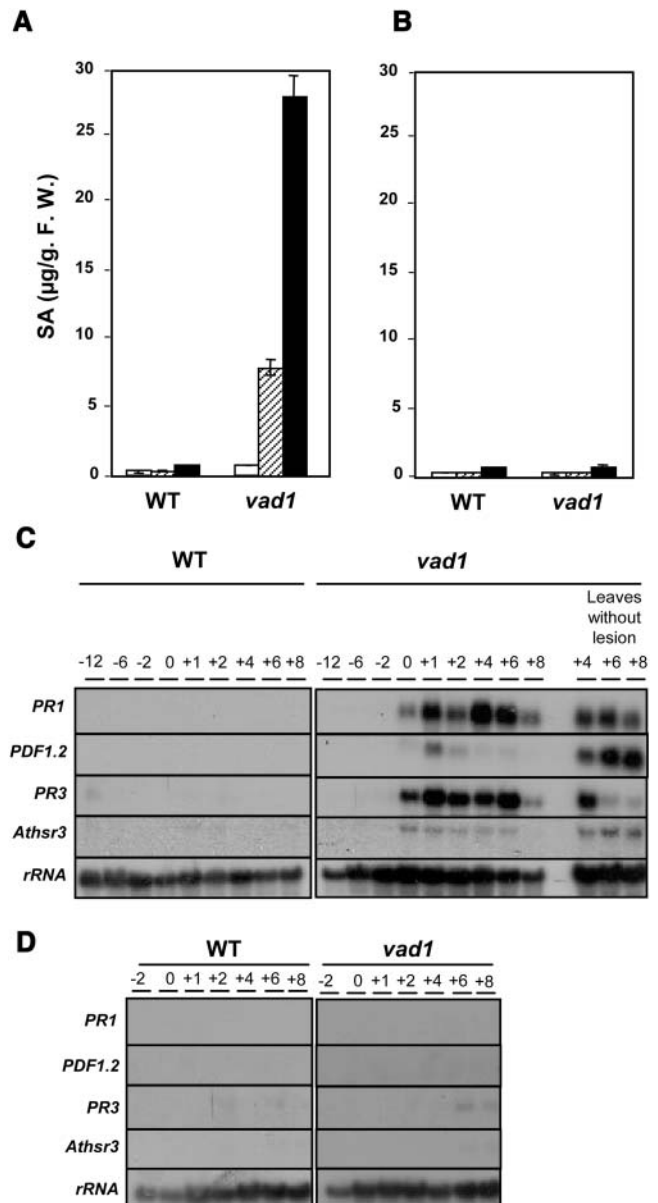 A B
30 30
25 25
20 20
15 15
10 10
5 5
0 0
SA (µg/g. F. W.)
WT vad1 WT vad1
C
WT vad1
Leaves
without
lesion
-12 -6 -2 0 +1 +2 +4 +6 +8 -12 -6 -2 0 +1 +2 +4 +6 +8 +4 +6 +8
PR1
PDF1.2
PR3
Athsr3
rRNA
D
WT vad1
-2 0 +1 +2 +4 +6 +8 -2 0 +1 +2 +4 +6 +8
PR1
PDF1.2
PR3
Athsr3
rRNA